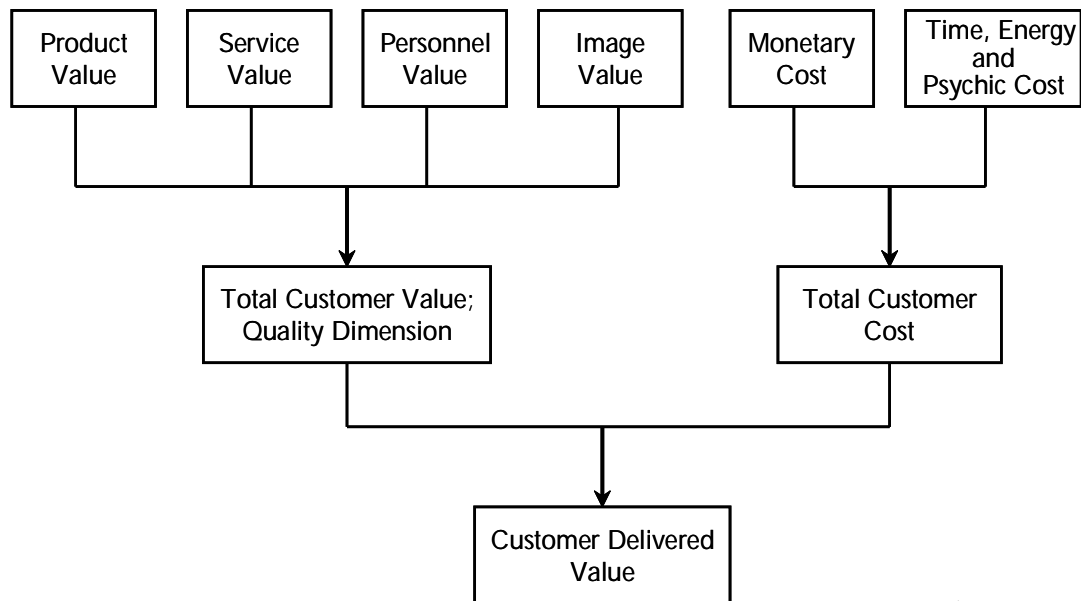 Product
Value
Service
Value
Personnel
Value
Image
Value
Monetary
Cost
Time, Energy
and
Psychic Cost
Total Customer Value;
Quality Dimension
Total Customer
Cost
Customer Delivered
Value